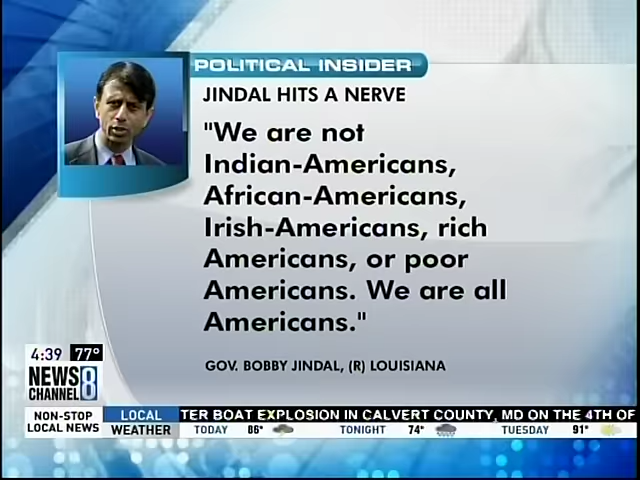 POLITICAL INSIDER
JINDAL HITS A NERVE
"We are not
Indian-Americans,
African-Americans,
Irish-Americans, rich
Americans, or poor
Americans. We are all
Americans."
GOV. BOBBY JINDAL, (R) LOUISIANA
4:39 77°
NEWS
CHANNEL 8
NON-STOP
LOCAL NEWS
LOCAL
WEATHER
TER BOAT EXPLOSION IN CALVERT COUNTY, MD ON THE 4TH OF
TODAY 86° TONIGHT 74° TUESDAY 91°